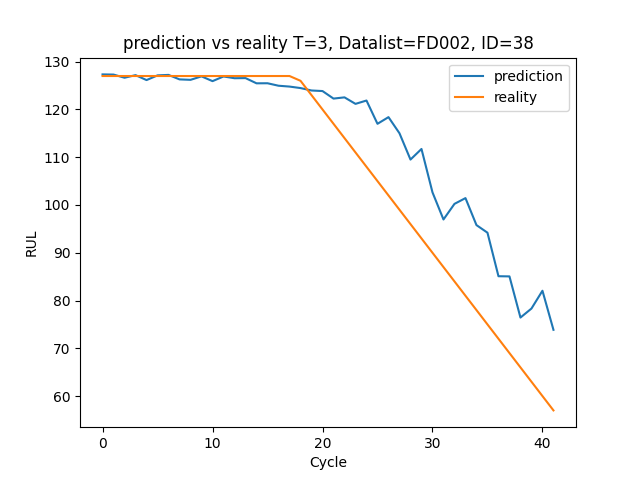 prediction vs reality T=3, Datalist=FD002, ID=38
prediction
reality
130
120
110
100
90
80
70
60
RUL
0 10 20 30 40
Cycle